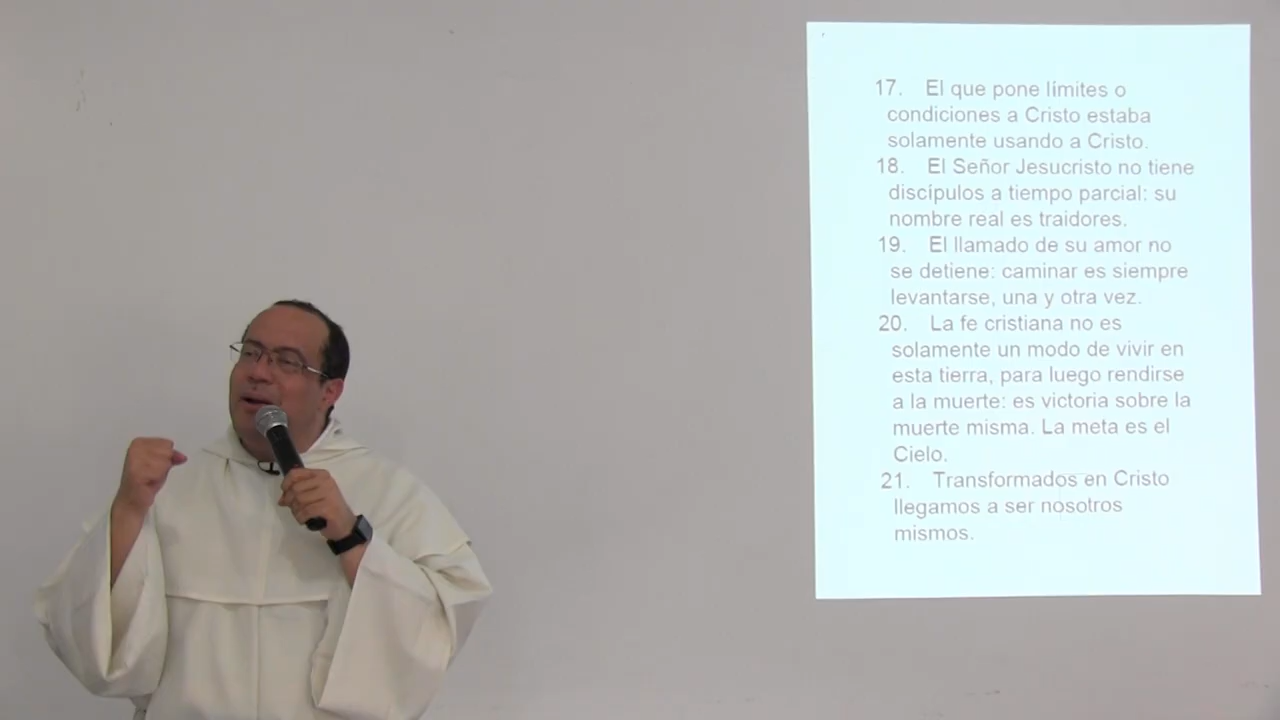 17. El que pone límites o
condiciones a Cristo estaba
solamente usando a Cristo.
18. El Señor Jesucristo no tiene
discípulos a tiempo parcial: su
nombre real es traidores.
19. El llamado de su amor no
se detiene: caminar es siempre
levantarse, una y otra vez.
20. La fe cristiana no es
solamente un modo de vivir en
esta tierra, para luego rendirse
a la muerte: es victoria sobre la
muerte misma. La meta es el
Cielo.
21. Transformados en Cristo
llegamos a ser nosotros
mismos.